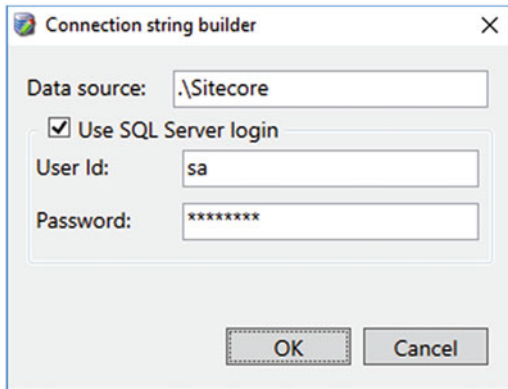 Connection string builder
Data source: .\Sitecore
Use SQL Server login
User Id: sa
Password: ********
OK Cancel